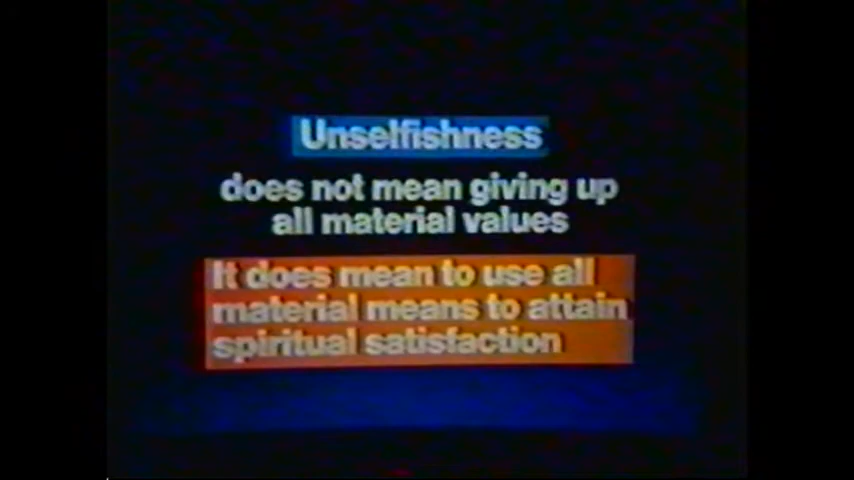 Unselfishness
does not mean giving up
all material values
It does mean to use all
material means to attain
spiritual satisfaction